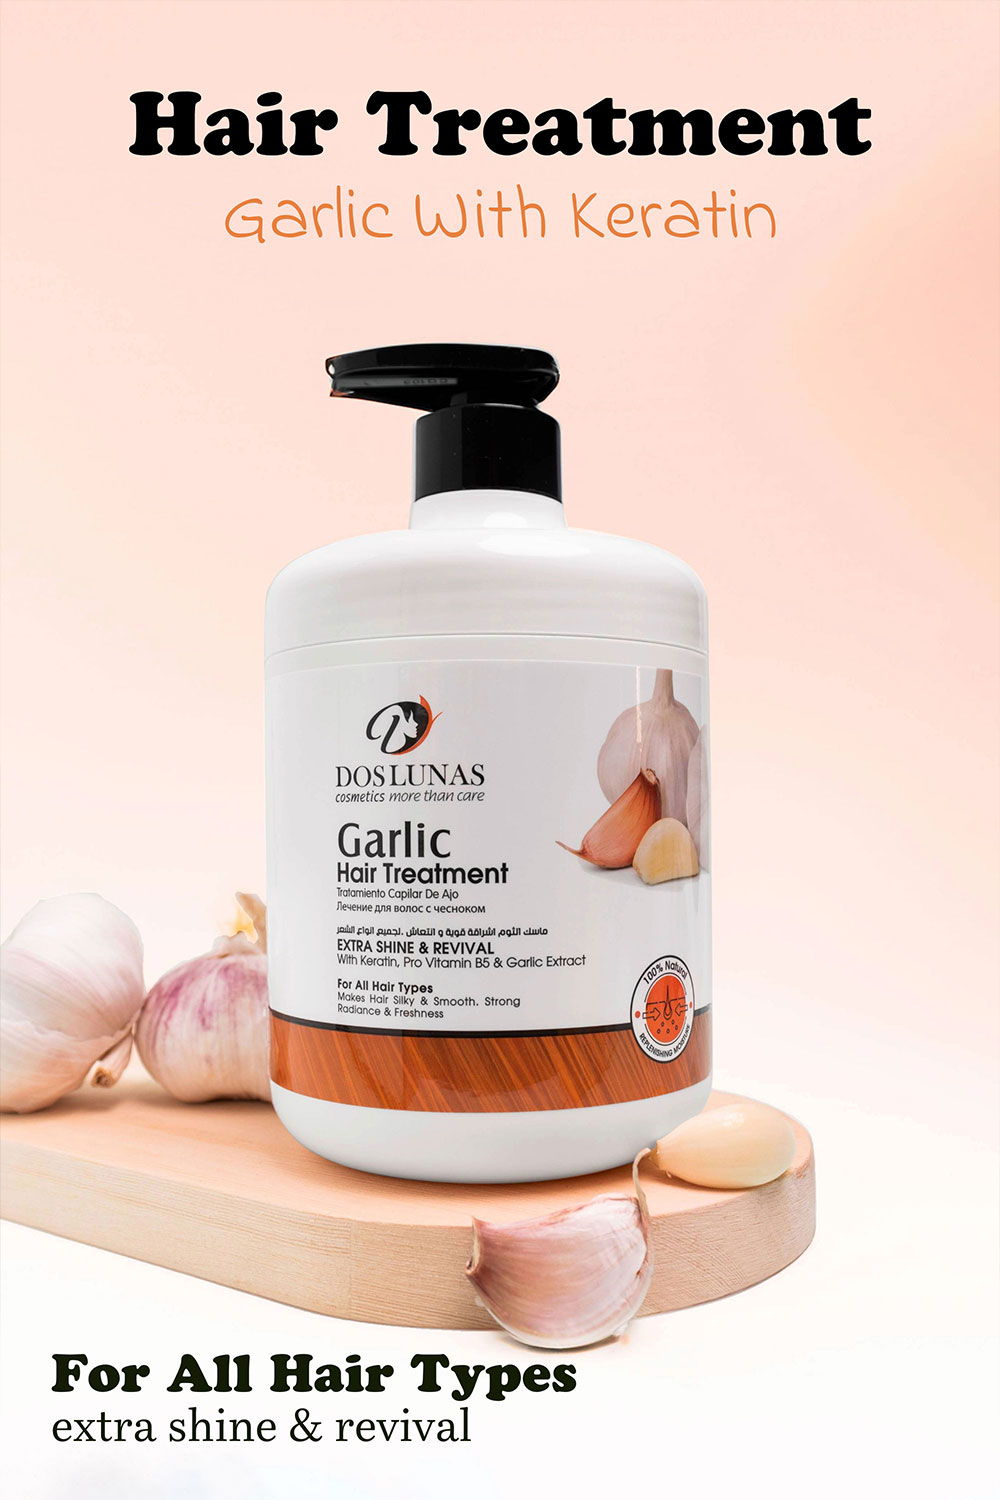 Hair Treatment
Garlic With Keratin
DOSLUNAS
cosmetics more than care
Garlic
Hair Treatment
Tratamiento Capilar De Ajo
Лечение для волос с чесноком
ماسك الثوم اشراقة قوية و انتعاش .لجميع انواع الشعر
EXTRA SHINE & REVIVAL
With Keratin, Pro Vitamin B5 & Garlic Extract
For All Hair Types
Makes Hair Silky & Smooth, Strong
Radiance & Freshness
100% Natural
REPLENISHING MOISTURE
For All Hair Types
extra shine & revival